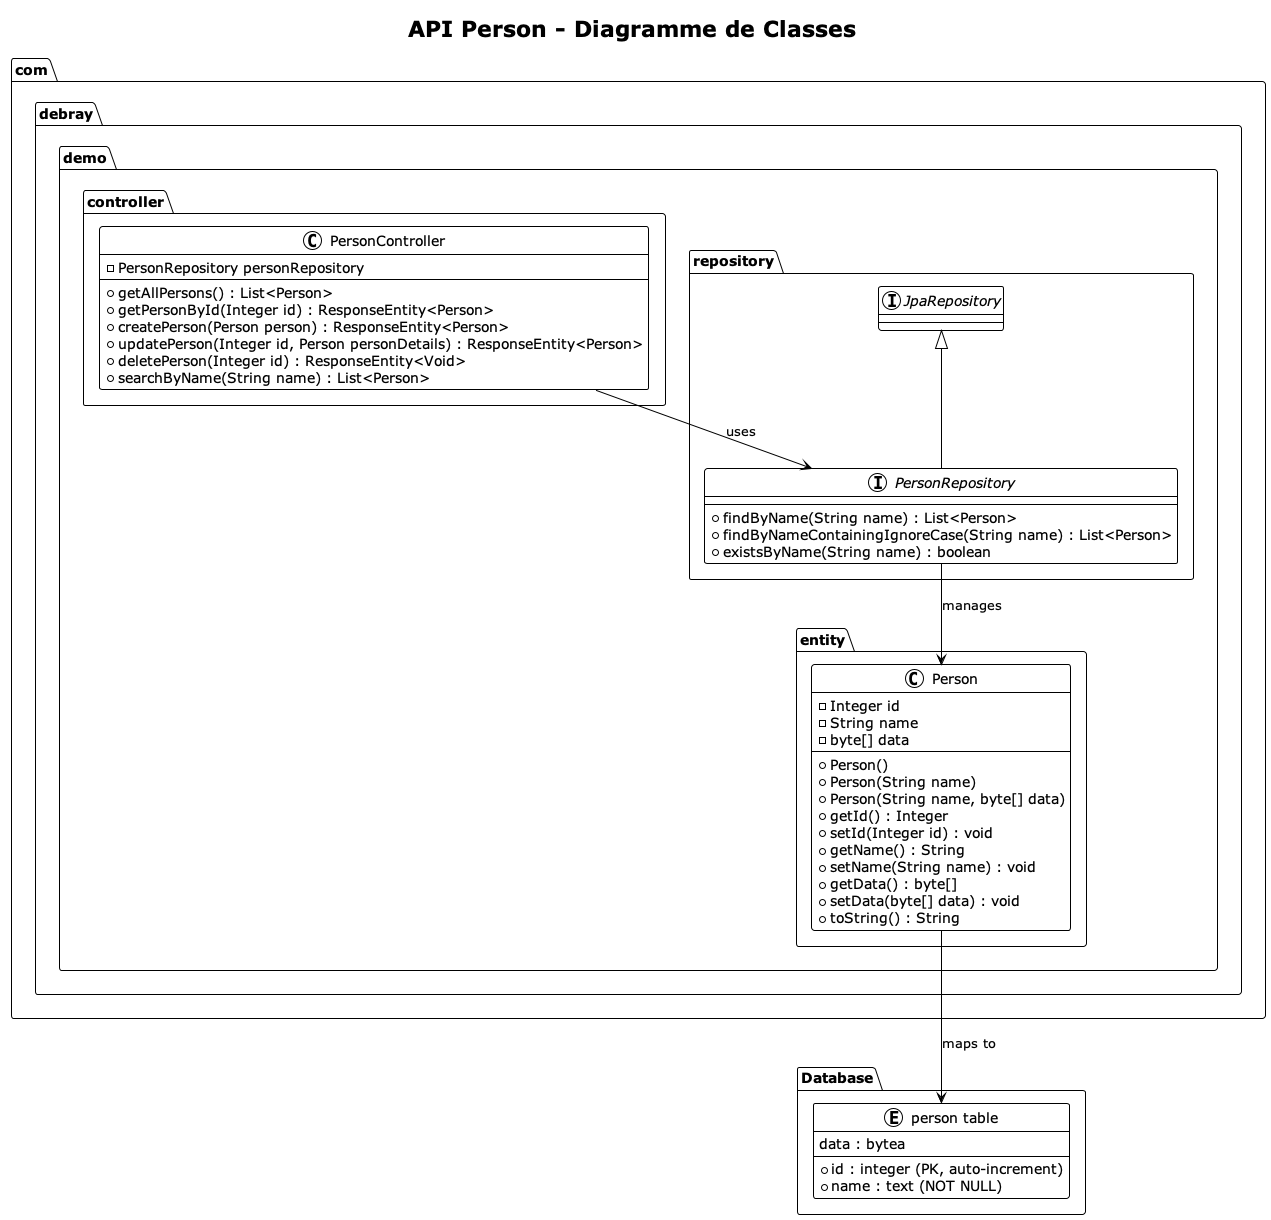 API Person - Diagramme de Classes
com
debray
demo
controller
C PersonController
PersonRepository personRepository
getAllPersons() : List<Person>
getPersonById(Integer id) : ResponseEntity<Person>
createPerson(Person person) : ResponseEntity<Person>
updatePerson(Integer id, Person personDetails) : ResponseEntity<Person>
deletePerson(Integer id) : ResponseEntity<Void>
searchByName(String name) : List<Person>
repository
I JpaRepository
uses
I PersonRepository
findByName(String name) : List<Person>
findByNameContainingIgnoreCase(String name) : List<Person>
existsByName(String name) : boolean
manages
entity
C Person
Integer id
String name
byte[] data
Person()
Person(String name)
Person(String name, byte[] data)
getId() : Integer
setId(Integer id) : void
getName() : String
setName(String name) : void
getData() : byte[]
setData(byte[] data) : void
toString() : String
maps to
Database
E person table
data : bytea
id : integer (PK, auto-increment)
name : text (NOT NULL)